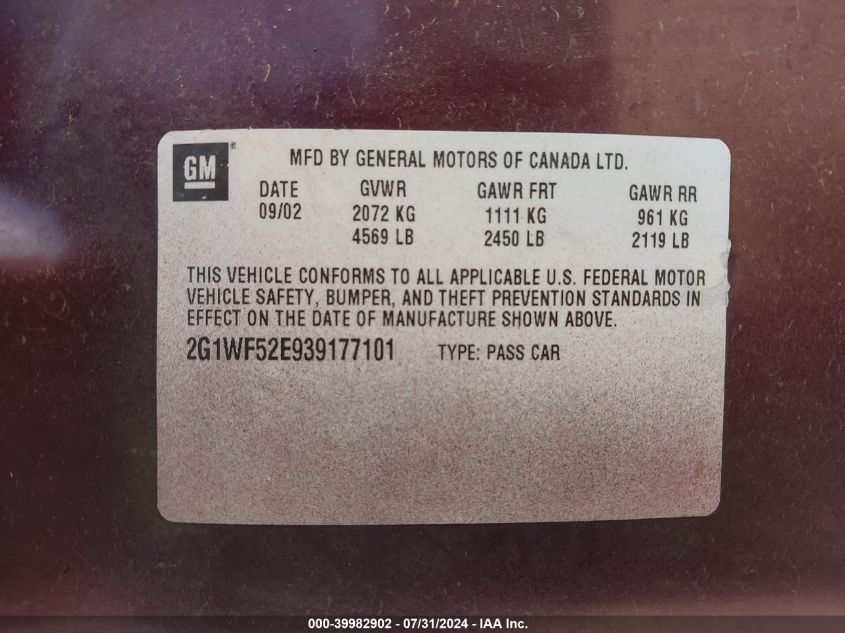 GM® MFD BY GENERAL MOTORS OF CANADA LTD.
DATE GVWR GAWR FRT GAWR RR
09/02 2072 KG 1111 KG 961 KG
4569 LB 2450 LB 2119 LB
THIS VEHICLE CONFORMS TO ALL APPLICABLE U.S. FEDERAL MOTOR
VEHICLE SAFETY, BUMPER, AND THEFT PREVENTION STANDARDS IN
EFFECT ON THE DATE OF MANUFACTURE SHOWN ABOVE.
2G1WF52E939177101 TYPE: PASS CAR
000-39982902 - 07/31/2024 - IAA Inc.